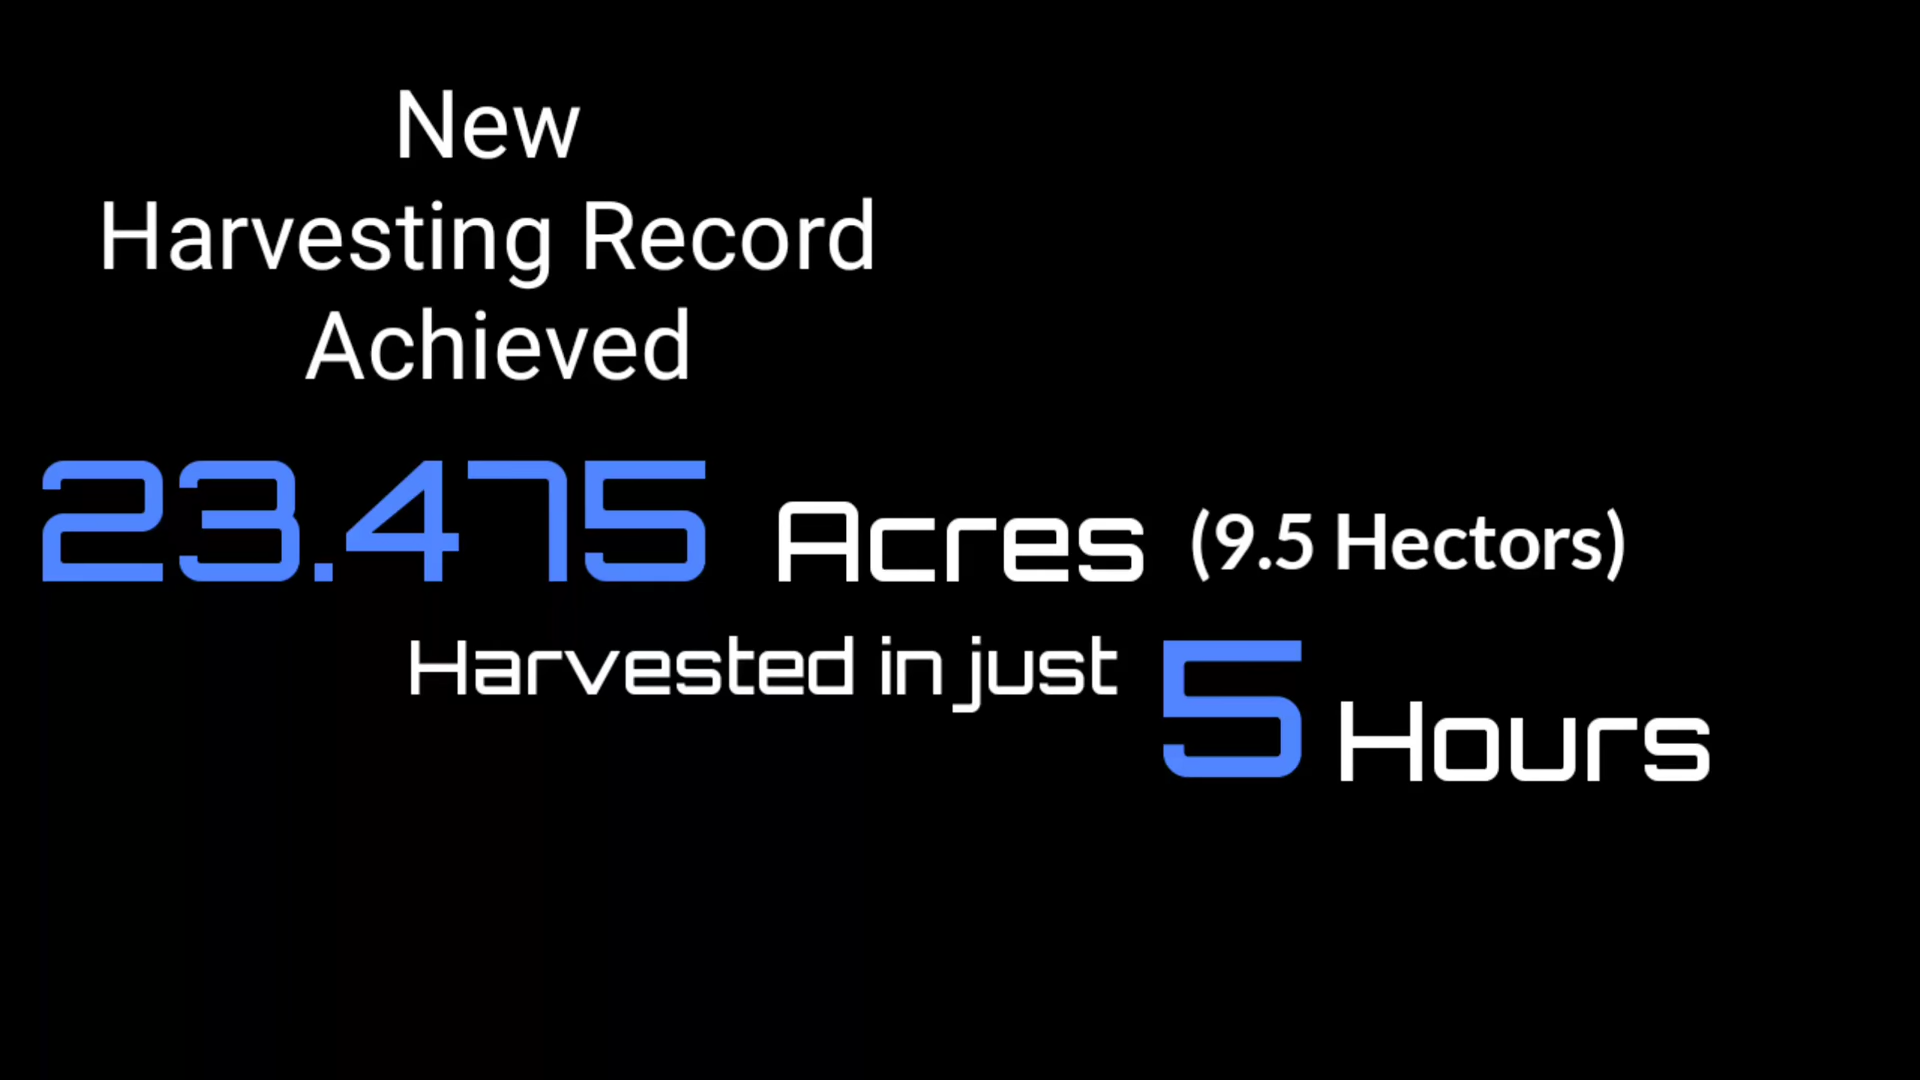 New
Harvesting Record
Achieved
23.475 Acres (9.5 Hectors)
Harvested in just 5 Hours